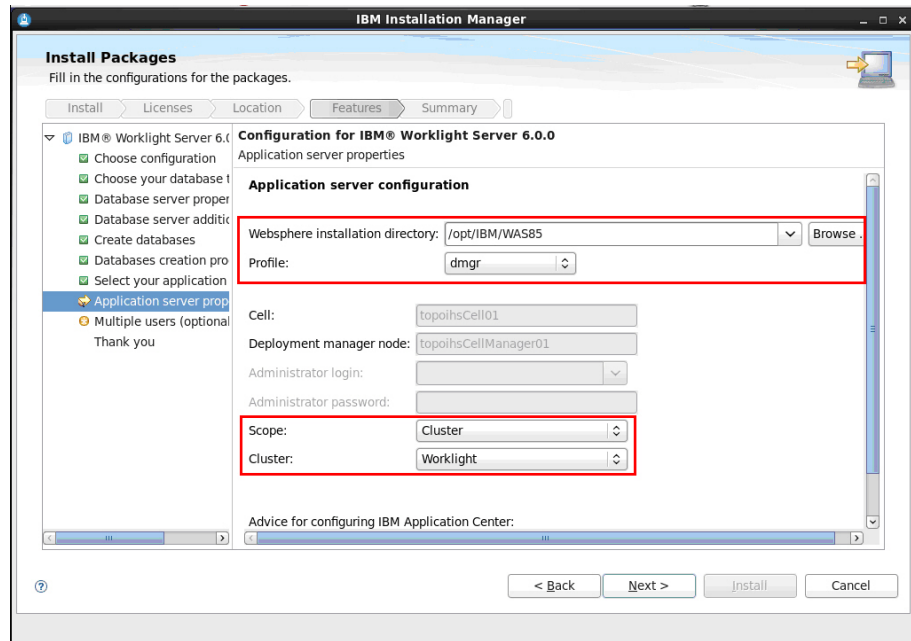 IBM Installation Manager
Install Packages
Fill in the configurations for the packages.
Install Licenses Location Features Summary
IBM® Worklight Server 6.(
Choose configuration
Choose your database t
Database server proper
Database server additic
Create databases
Databases creation pro
Select your application
Application server prop
Multiple users (optional
Thank you
Configuration for IBM® Worklight Server 6.0.0
Application server properties
Application server configuration
Websphere installation directory: /opt/IBM/WAS85 Browse .
Profile: dmgr
Cell: topoihsCell01
Deployment manager node: topoihsCellManager01
Administrator login:
Administrator password:
Scope: Cluster
Cluster: Worklight
Advice for configuring IBM Application Center:
? < Back Next > Install Cancel